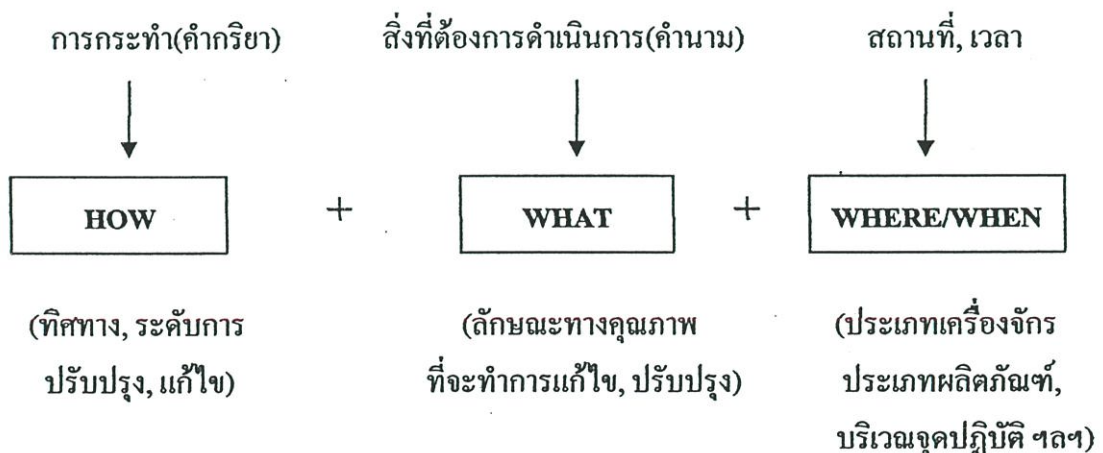 การกระทำ(คำกริยา) สิ่งที่ต้องการดำเนินการ(คำนาม) สถานที่, เวลา
HOW + WHAT + WHERE/WHEN
(ทิศทาง, ระดับการ (ลักษณะทางคุณภาพ (ประเภทเครื่องจักร
ปรับปรุง, แก้ไข) ที่จะทำการแก้ไข, ปรับปรุง) ประเภทผลิตภัณฑ์,
บริเวณจุดปฏิบัติ ฯลฯ)